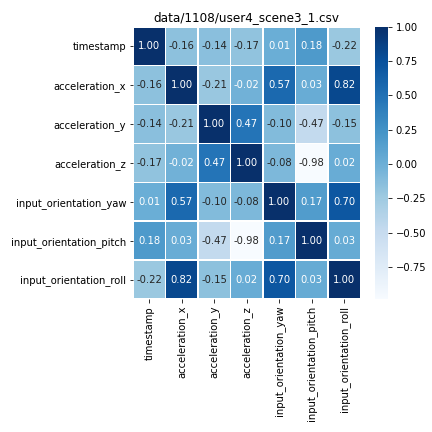 data/1108/user4_scene3_1.csv
timestamp 1.00 -0.16 -0.14 -0.17 0.01 0.18 -0.22
acceleration_x -0.16 1.00 -0.21 -0.02 0.57 0.03 0.82
acceleration_y -0.14 -0.21 1.00 0.47 -0.10 -0.47 -0.15
acceleration_z -0.17 -0.02 0.47 1.00 -0.08 -0.98 0.02
input_orientation_yaw 0.01 0.57 -0.10 -0.08 1.00 0.17 0.70
input_orientation_pitch 0.18 0.03 -0.47 -0.98 0.17 1.00 0.03
input_orientation_roll -0.22 0.82 -0.15 0.02 0.70 0.03 1.00
timestamp
acceleration_x
acceleration_y
acceleration_z
input_orientation_yaw
input_orientation_pitch
input_orientation_roll
1.00
0.75
0.50
0.25
0.00
−0.25
−0.50
−0.75